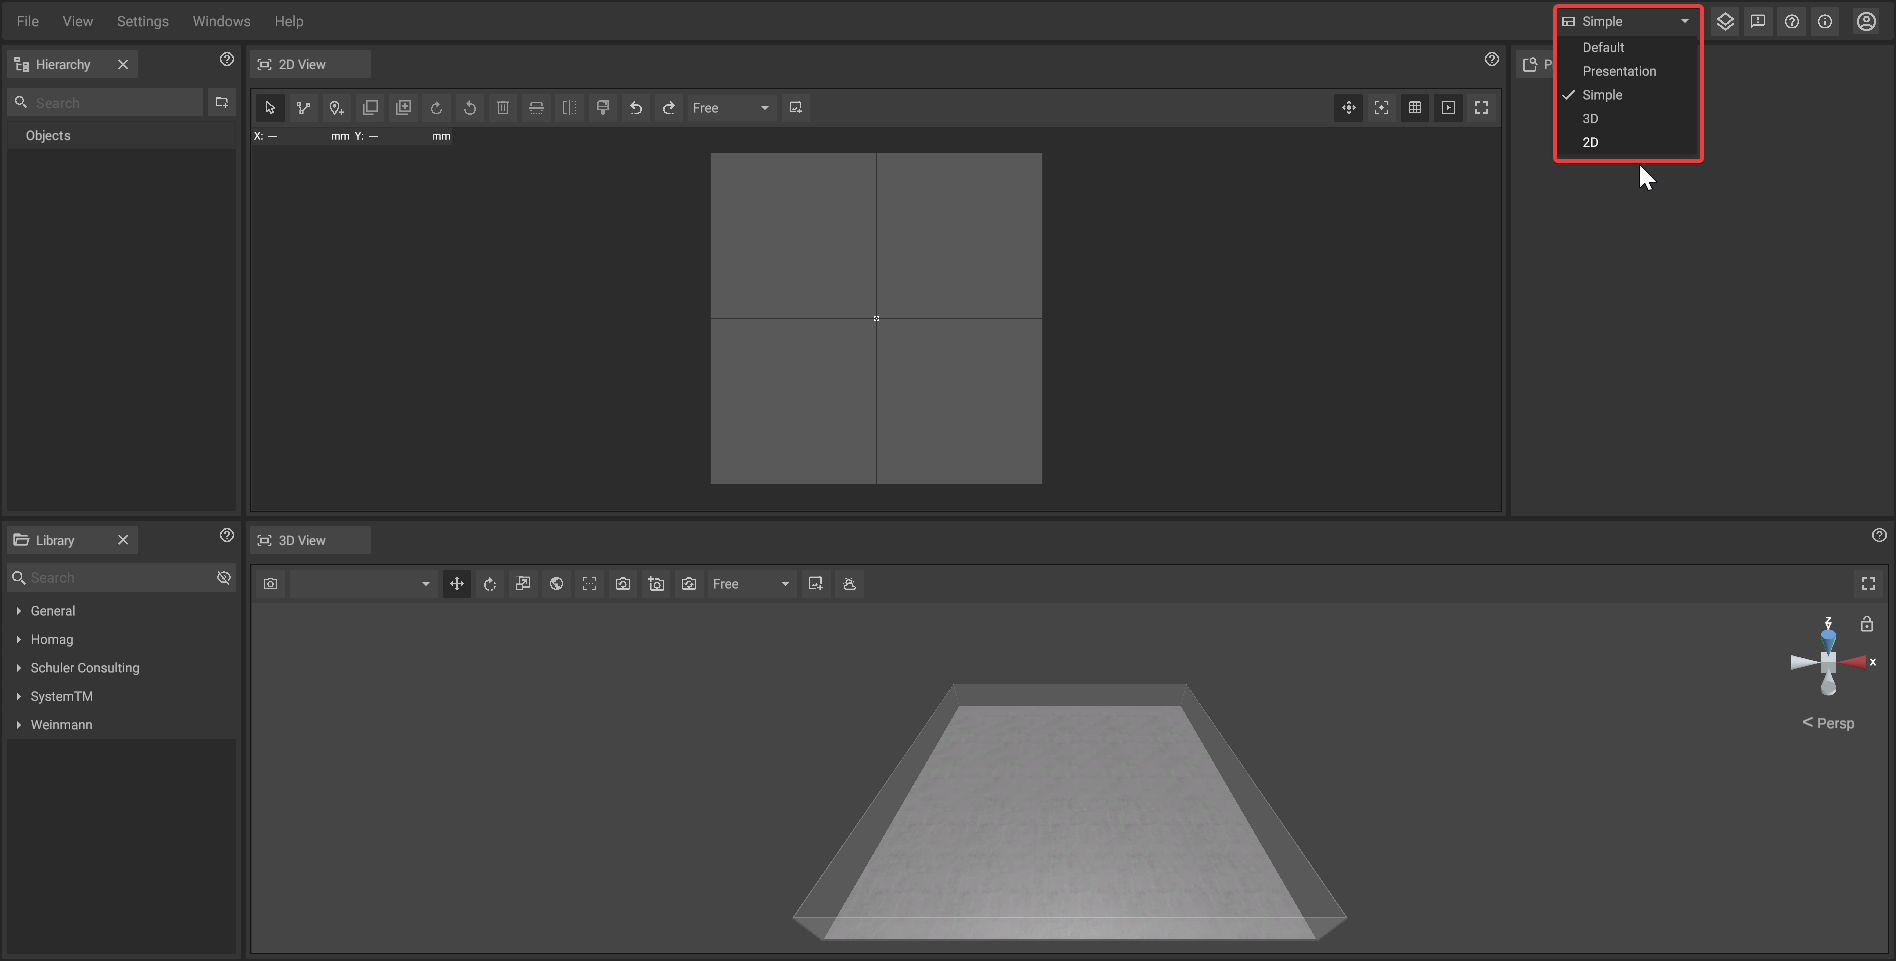 File View Settings Windows Help Simple
Default
Presentation
Simple
3D
2D
Hierarchy
Search
Objects
2D View
P
Free
X: — mm Y: — mm
Library
Search
General
Homag
Schuler Consulting
SystemTM
Weinmann
3D View
Free
Z
x
< Persp